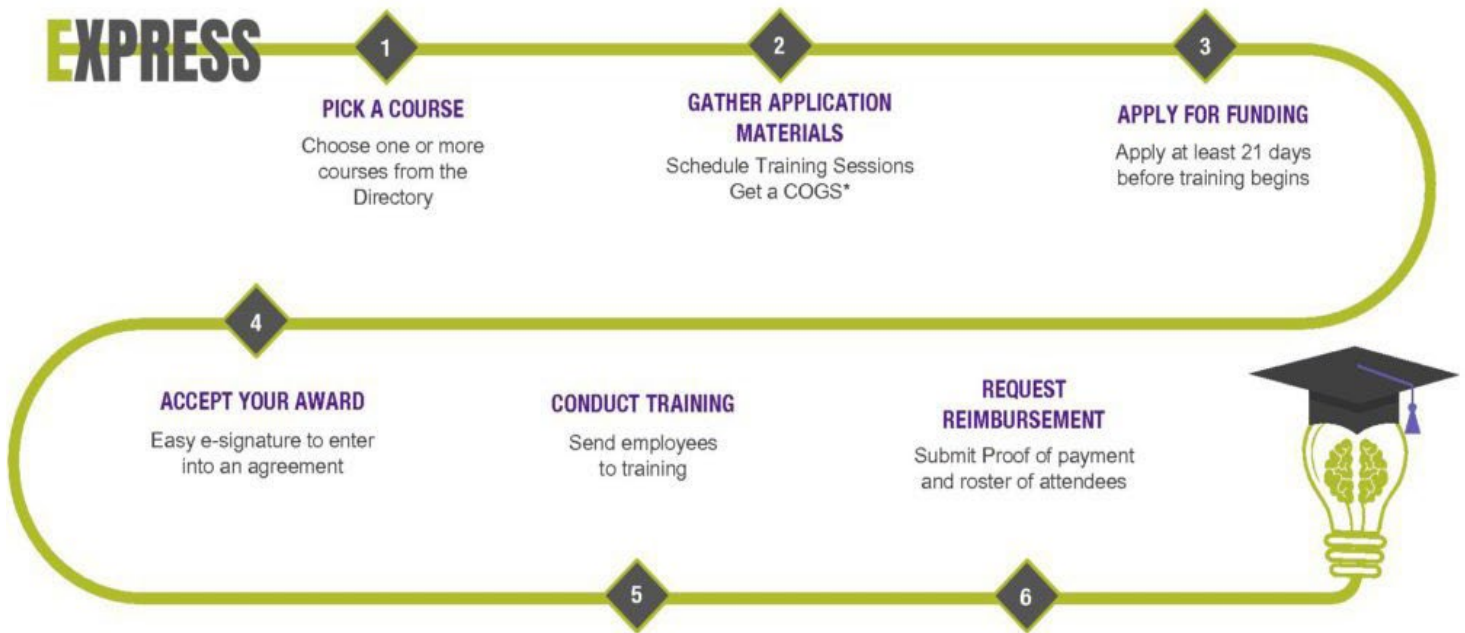 EXPRESS
1
PICK A COURSE
Choose one or more
courses from the
Directory
2
GATHER APPLICATION
MATERIALS
Schedule Training Sessions
Get a COGS*
3
APPLY FOR FUNDING
Apply at least 21 days
before training begins
4
ACCEPT YOUR AWARD
Easy e-signature to enter
into an agreement
CONDUCT TRAINING
Send employees
to training
5
REQUEST
REIMBURSEMENT
Submit Proof of payment
and roster of attendees
6